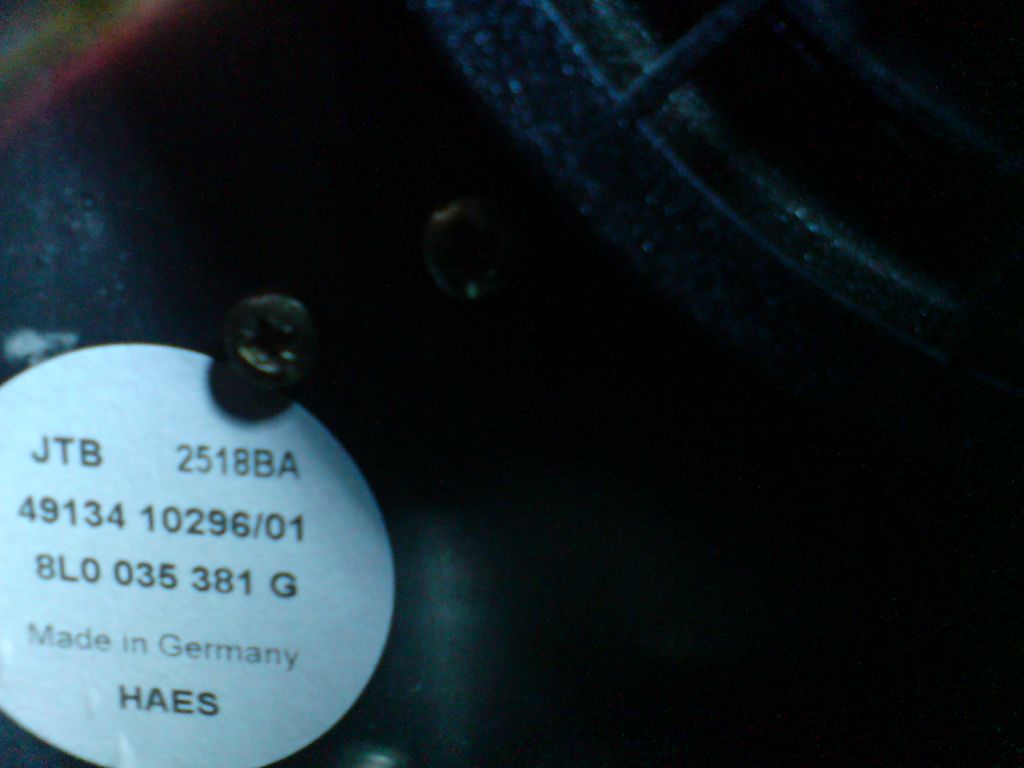 JTB 2518BA
49134 10296/01
8L0 035 381 G
Made in Germany
HAES